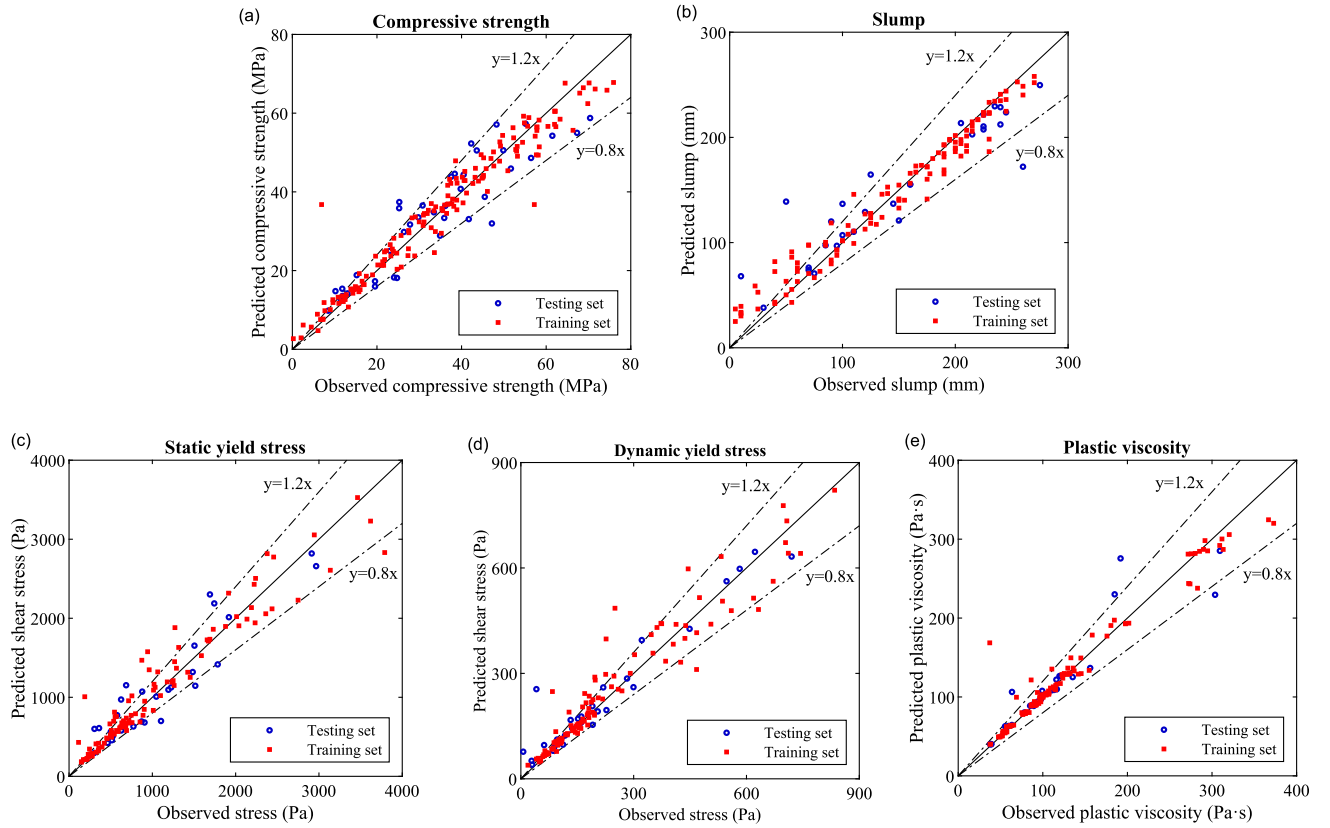 (a)
Compressive strength
Predicted compressive strength (MPa)
80
60
40
20
0
y=1.2x
y=0.8x
Testing set
Training set
0 20 40 60 80
Observed compressive strength (MPa)
(b)
Slump
Predicted slump (mm)
300
200
100
0
y=1.2x
y=0.8x
Testing set
Training set
0 100 200 300
Observed slump (mm)
(c)
Static yield stress
Predicted shear stress (Pa)
4000
3000
2000
1000
0
y=1.2x
y=0.8x
Testing set
Training set
0 1000 2000 3000 4000
Observed stress (Pa)
(d)
Dynamic yield stress
Predicted shear stress (Pa)
900
600
300
0
y=1.2x
y=0.8x
Testing set
Training set
0 300 600 900
Observed stress (Pa)
(e)
Plastic viscosity
Predicted plastic viscosity (Pa·s)
400
300
200
100
0
y=1.2x
y=0.8x
Testing set
Training set
0 100 200 300 400
Observed plastic viscosity (Pa·s)